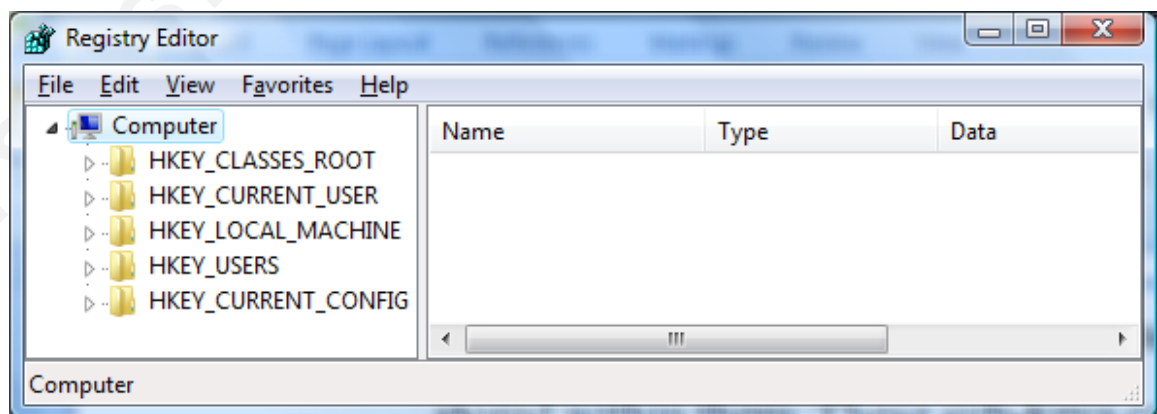 Registry Editor
File Edit View Favorites Help
Computer
HKEY_CLASSES_ROOT
HKEY_CURRENT_USER
HKEY_LOCAL_MACHINE
HKEY_USERS
HKEY_CURRENT_CONFIG
Name Type Data
Computer